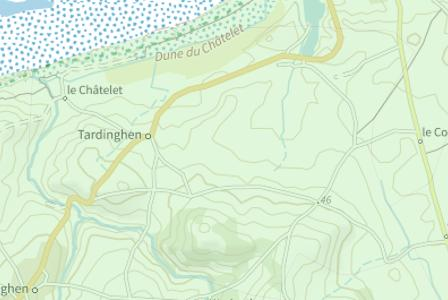 Dune du Châtelet
le Châtelet
Tardinghen
le Co
46
ghen